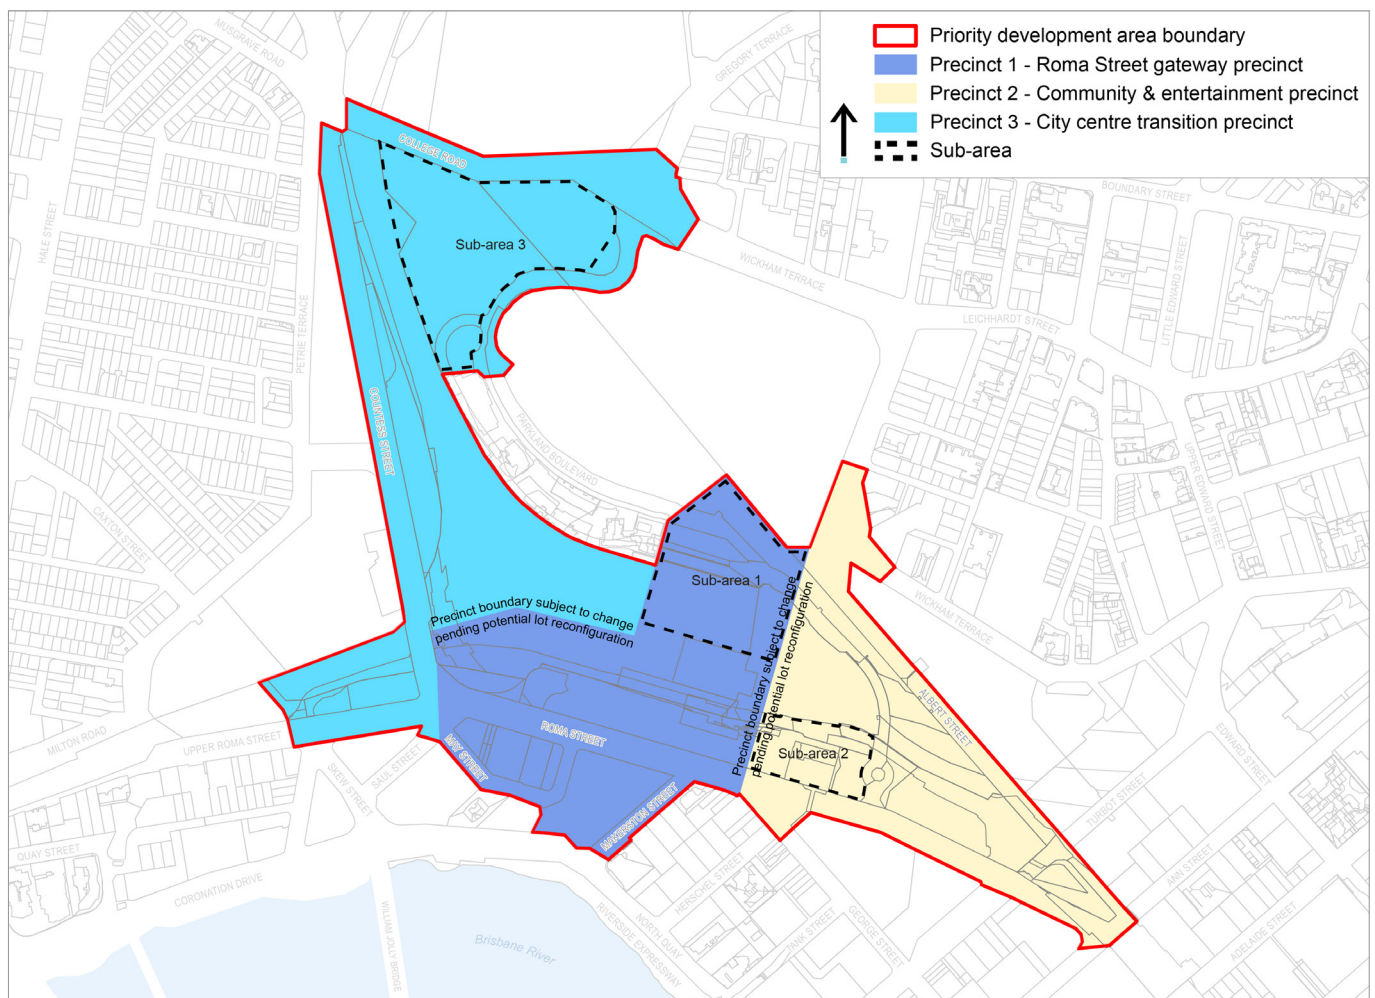 Priority development area boundary
Precinct 1 - Roma Street gateway precinct
Precinct 2 - Community & entertainment precinct
Precinct 3 - City centre transition precinct
Sub-area
MUSGRAVE ROAD
GREGORY TERRACE
COLLEGE ROAD
BOUNDARY STREET
HALE STREET
Sub-area 3
WICKHAM TERRACE
LITTLE EDWARD STREET
PETRIE TERRACE
LEICHHARDT STREET
COUNTESS STREET
PARKLAND BOULEVARD
UPPER EDWARD STREET
CAXTON STREET
Sub-area 1
WICKHAM TERRACE
Precinct boundary subject to change
pending potential lot reconfiguration
Precinct boundary subject to change
pending potential lot reconfiguration
ALBERT STREET
MILTON ROAD
UPPER ROMA STREET
MAY STREET
ROMA STREET
Sub-area 2
EDWARD STREET
SKEW STREET
SAUL STREET
TURBOT STREET
MAKERSTON STREET
QUAY STREET
CORONATION DRIVE
HERSCHEL STREET
ANN STREET
WILLIAM JOLLY BRIDGE
Brisbane River
RIVERSIDE EXPRESSWAY
NORTH QUAY
TANK STREET
GEORGE STREET
ADELAIDE STREET